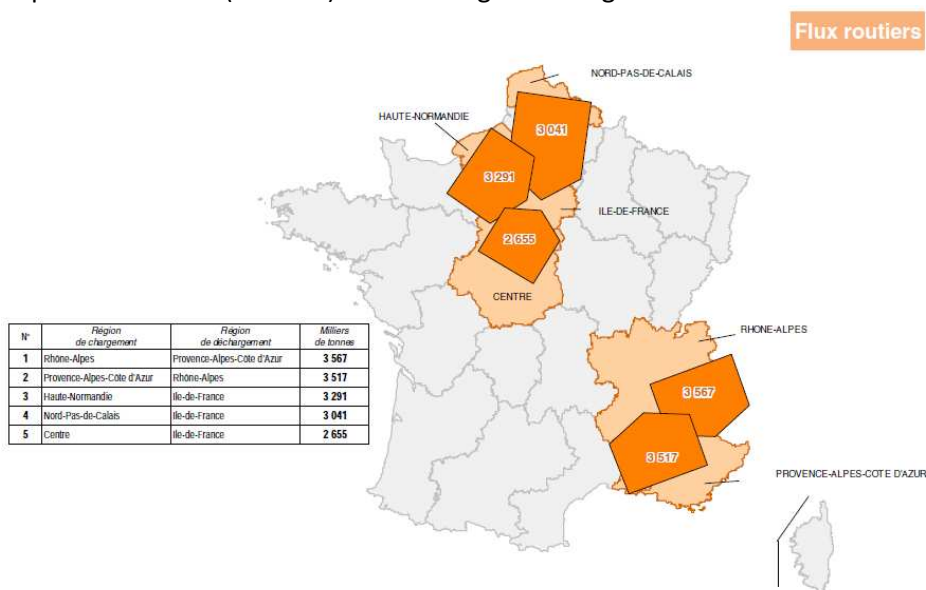 Flux routiers
NORD-PAS-DE-CALAIS
HAUTE-NORMANDIE
3 041
3 291
ILE-DE-FRANCE
2 655
CENTRE
RHONE-ALPES
3 567
3 517
PROVENCE-ALPES-COTE D'AZUR
N° Région de chargement Région de déchargement Milliers de tonnes
1 Rhône-Alpes Provence-Alpes-Côte d'Azur 3 567
2 Provence-Alpes-Côte d'Azur Rhône-Alpes 3 517
3 Haute-Normandie Ile-de-France 3 291
4 Nord-Pas-de-Calais Ile-de-France 3 041
5 Centre Ile-de-France 2 655